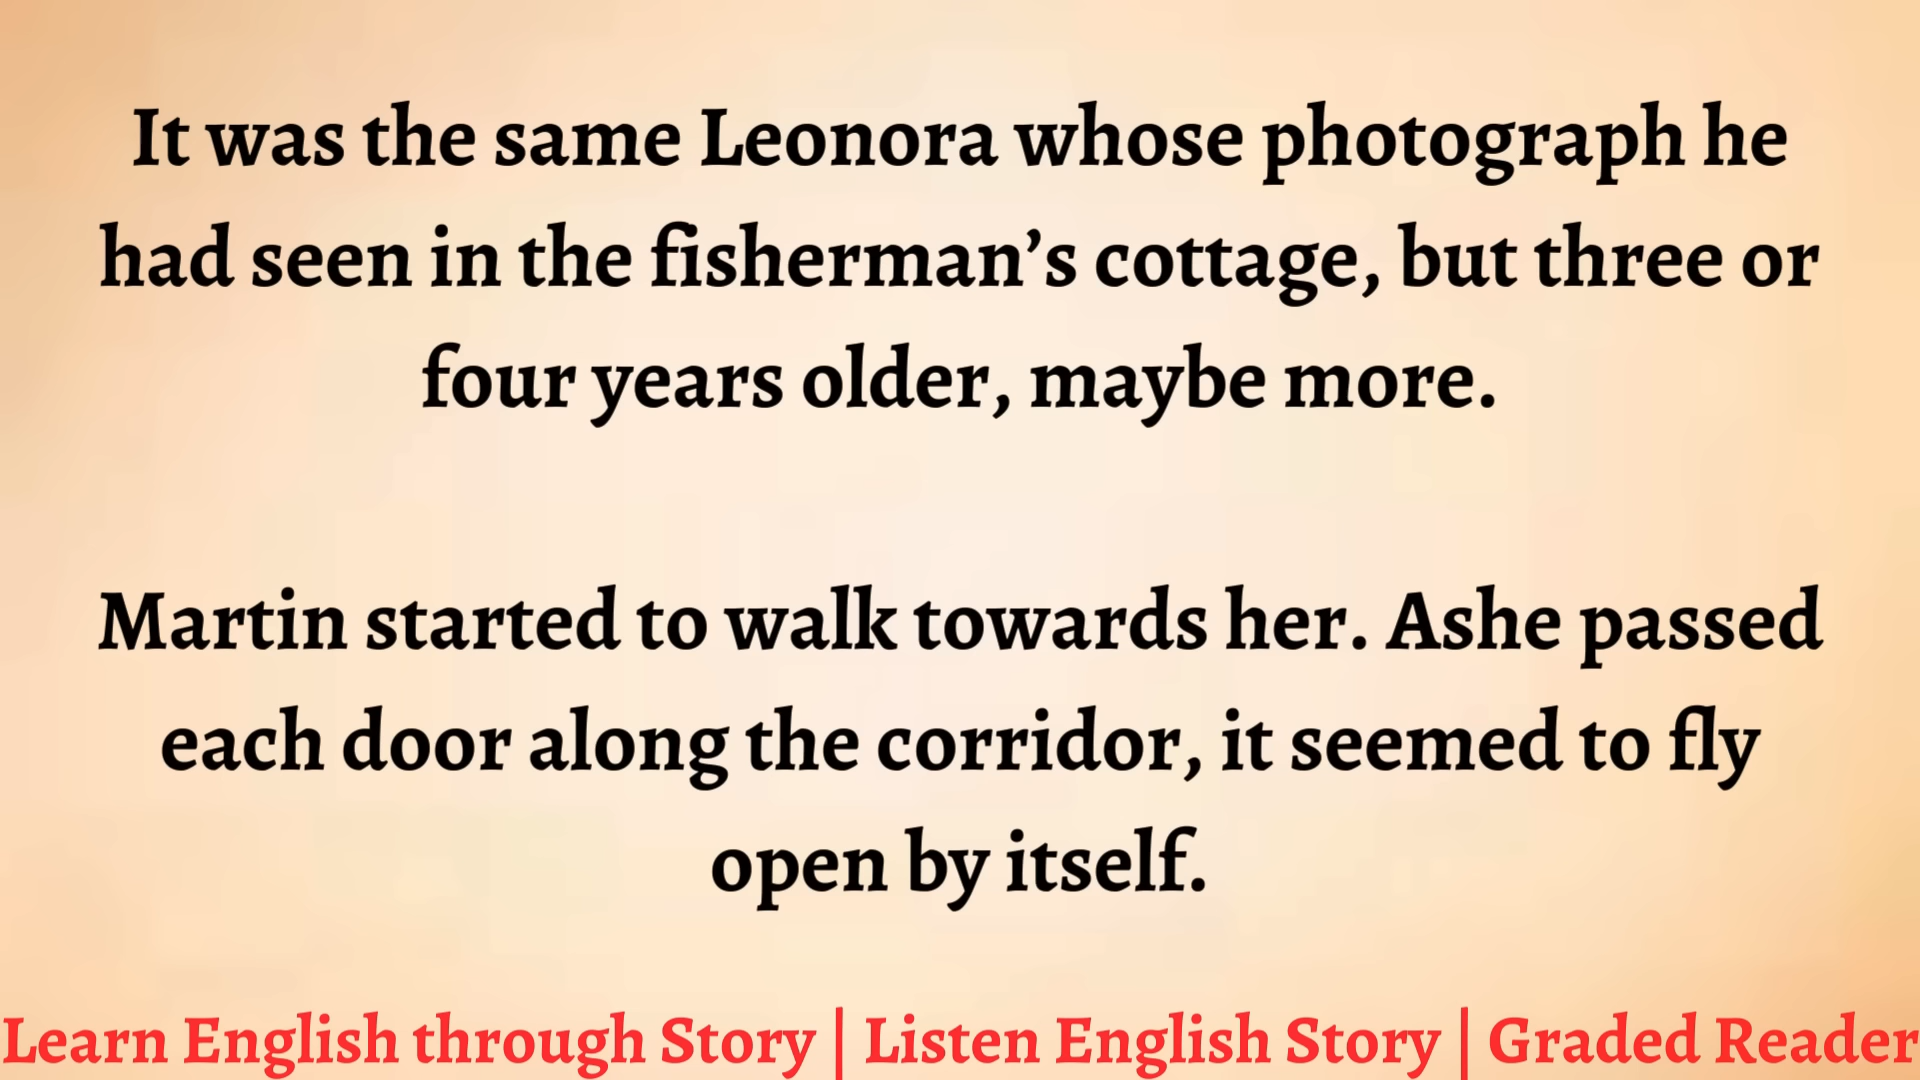 It was the same Leonora whose photograph he
had seen in the fisherman’s cottage, but three or
four years older, maybe more.
Martin started to walk towards her. Ashe passed
each door along the corridor, it seemed to fly
open by itself.
Learn English through Story | Listen English Story | Graded Reader